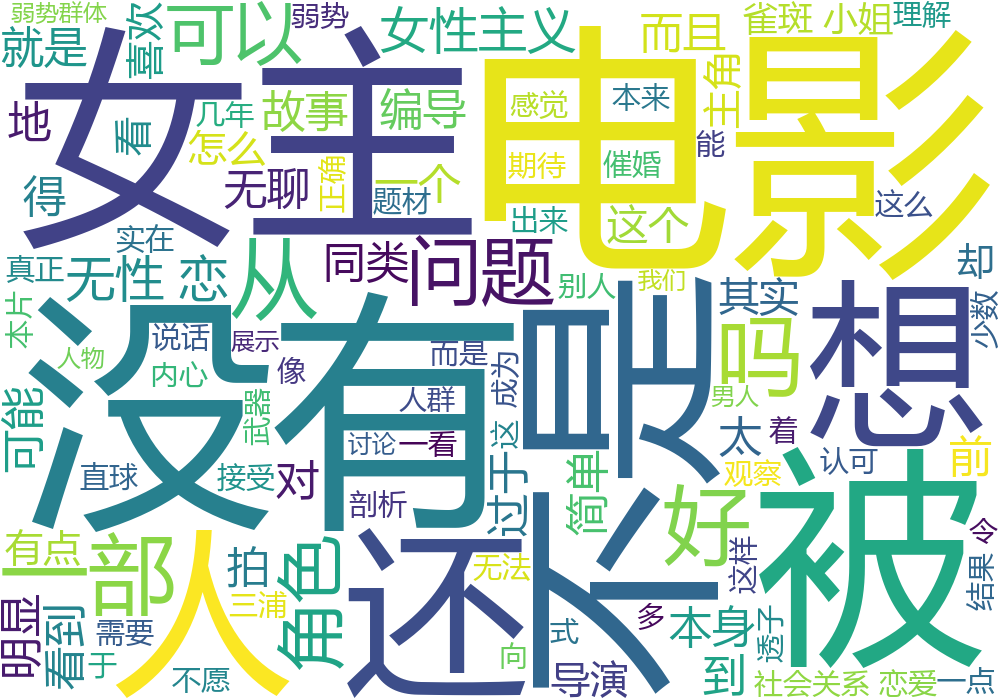 弱势群体
就是
喜欢
可以
弱势
女性主义
而且
雀斑 小姐
理解
女主
电影
地
看
几年
故事
编导
感觉
本来
主角
能
怎么
期待
催婚
得
无聊
正确
一个
题材
出来
这个
这么
实在
真正
无性 恋
从
同类
问题
别人
我们
其实
却
本片
人物
说话
内心
展示
像
而是
成为
是
吗
想
少数
没有
可能
武器
人群
男人
讨论
一看
这
太
着
直球
接受
对
剖析
过于
简单
观察
认可
前
有点
一部
人
拍
还
不
无法
好
被
令
明显
看到
需要
三浦
角色
式
多
这样
结果
本身
透子
于
不愿
向
导演
到
社会关系
恋爱
一点